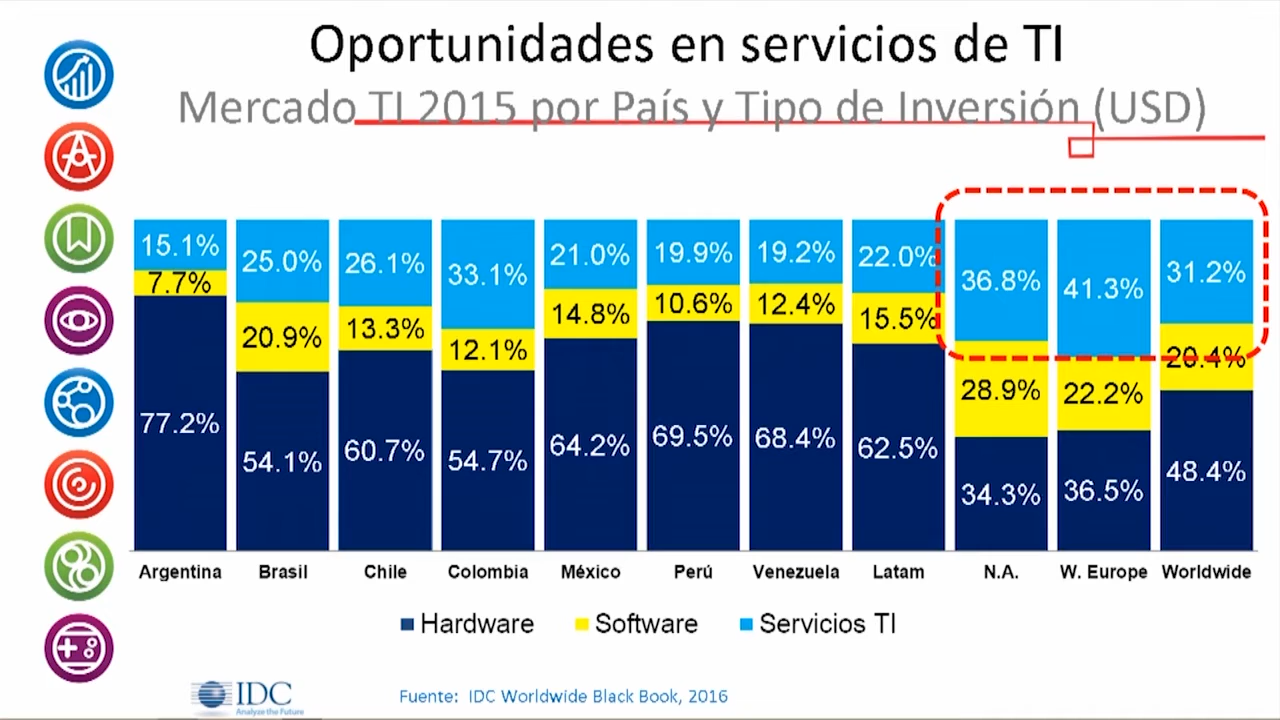 Oportunidades en servicios de TI
Mercado TI 2015 por País y Tipo de Inversión (USD)
15.1% 25.0% 26.1% 33.1% 21.0% 19.9% 19.2% 22.0% 36.8% 41.3% 31.2%
7.7% 20.9% 13.3% 12.1% 14.8% 10.6% 12.4% 15.5% 28.9% 22.2% 20.4%
77.2% 54.1% 60.7% 54.7% 64.2% 69.5% 68.4% 62.5% 34.3% 36.5% 48.4%
Argentina Brasil Chile Colombia México Perú Venezuela Latam N.A. W. Europe Worldwide
Hardware Software Servicios TI
IDC
Analyze the Future
Fuente: IDC Worldwide Black Book, 2016